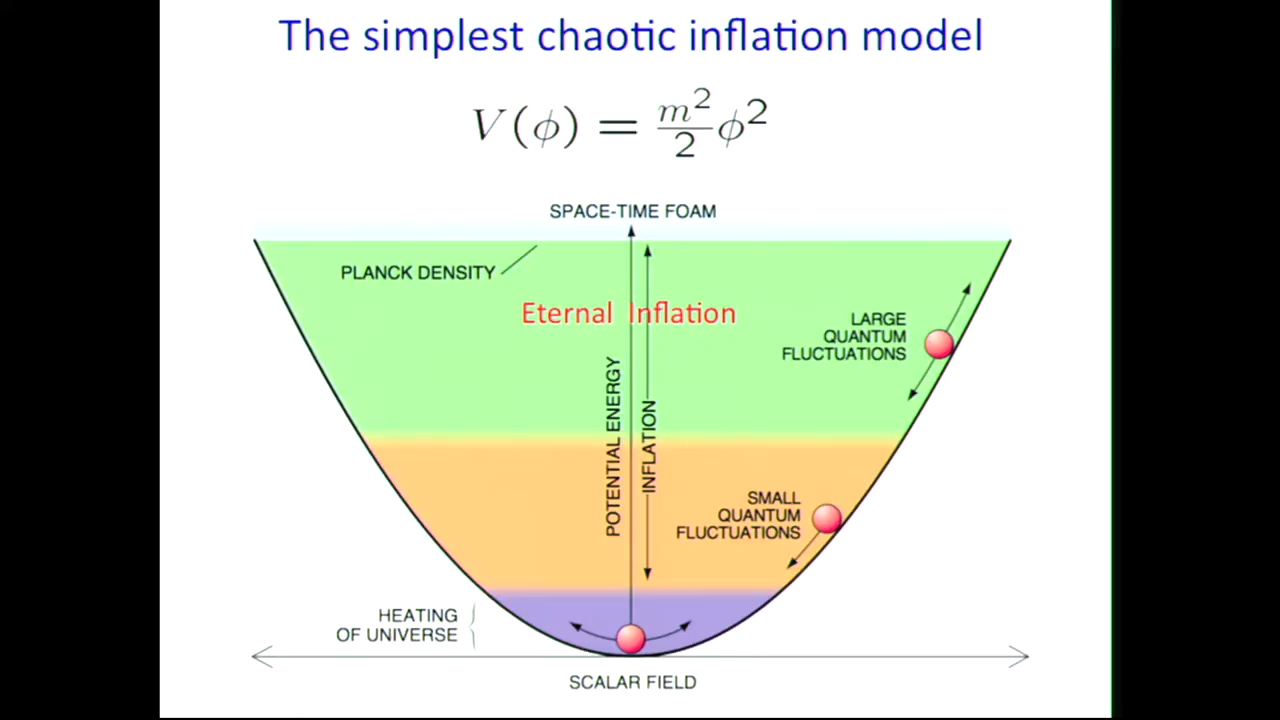 The simplest chaotic inflation model
V(ϕ) = m²/2 ϕ²
SPACE-TIME FOAM
PLANCK DENSITY
Eternal Inflation
LARGE
QUANTUM
FLUCTUATIONS
POTENTIAL ENERGY
INFLATION
SMALL
QUANTUM
FLUCTUATIONS
HEATING
OF UNIVERSE
SCALAR FIELD